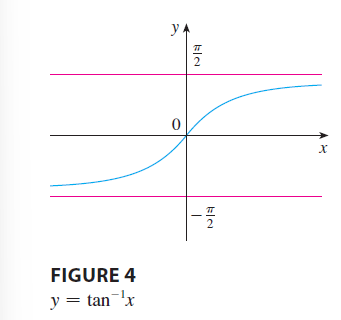 y
π/2
0
x
-π/2
FIGURE 4
y = tan⁻¹x